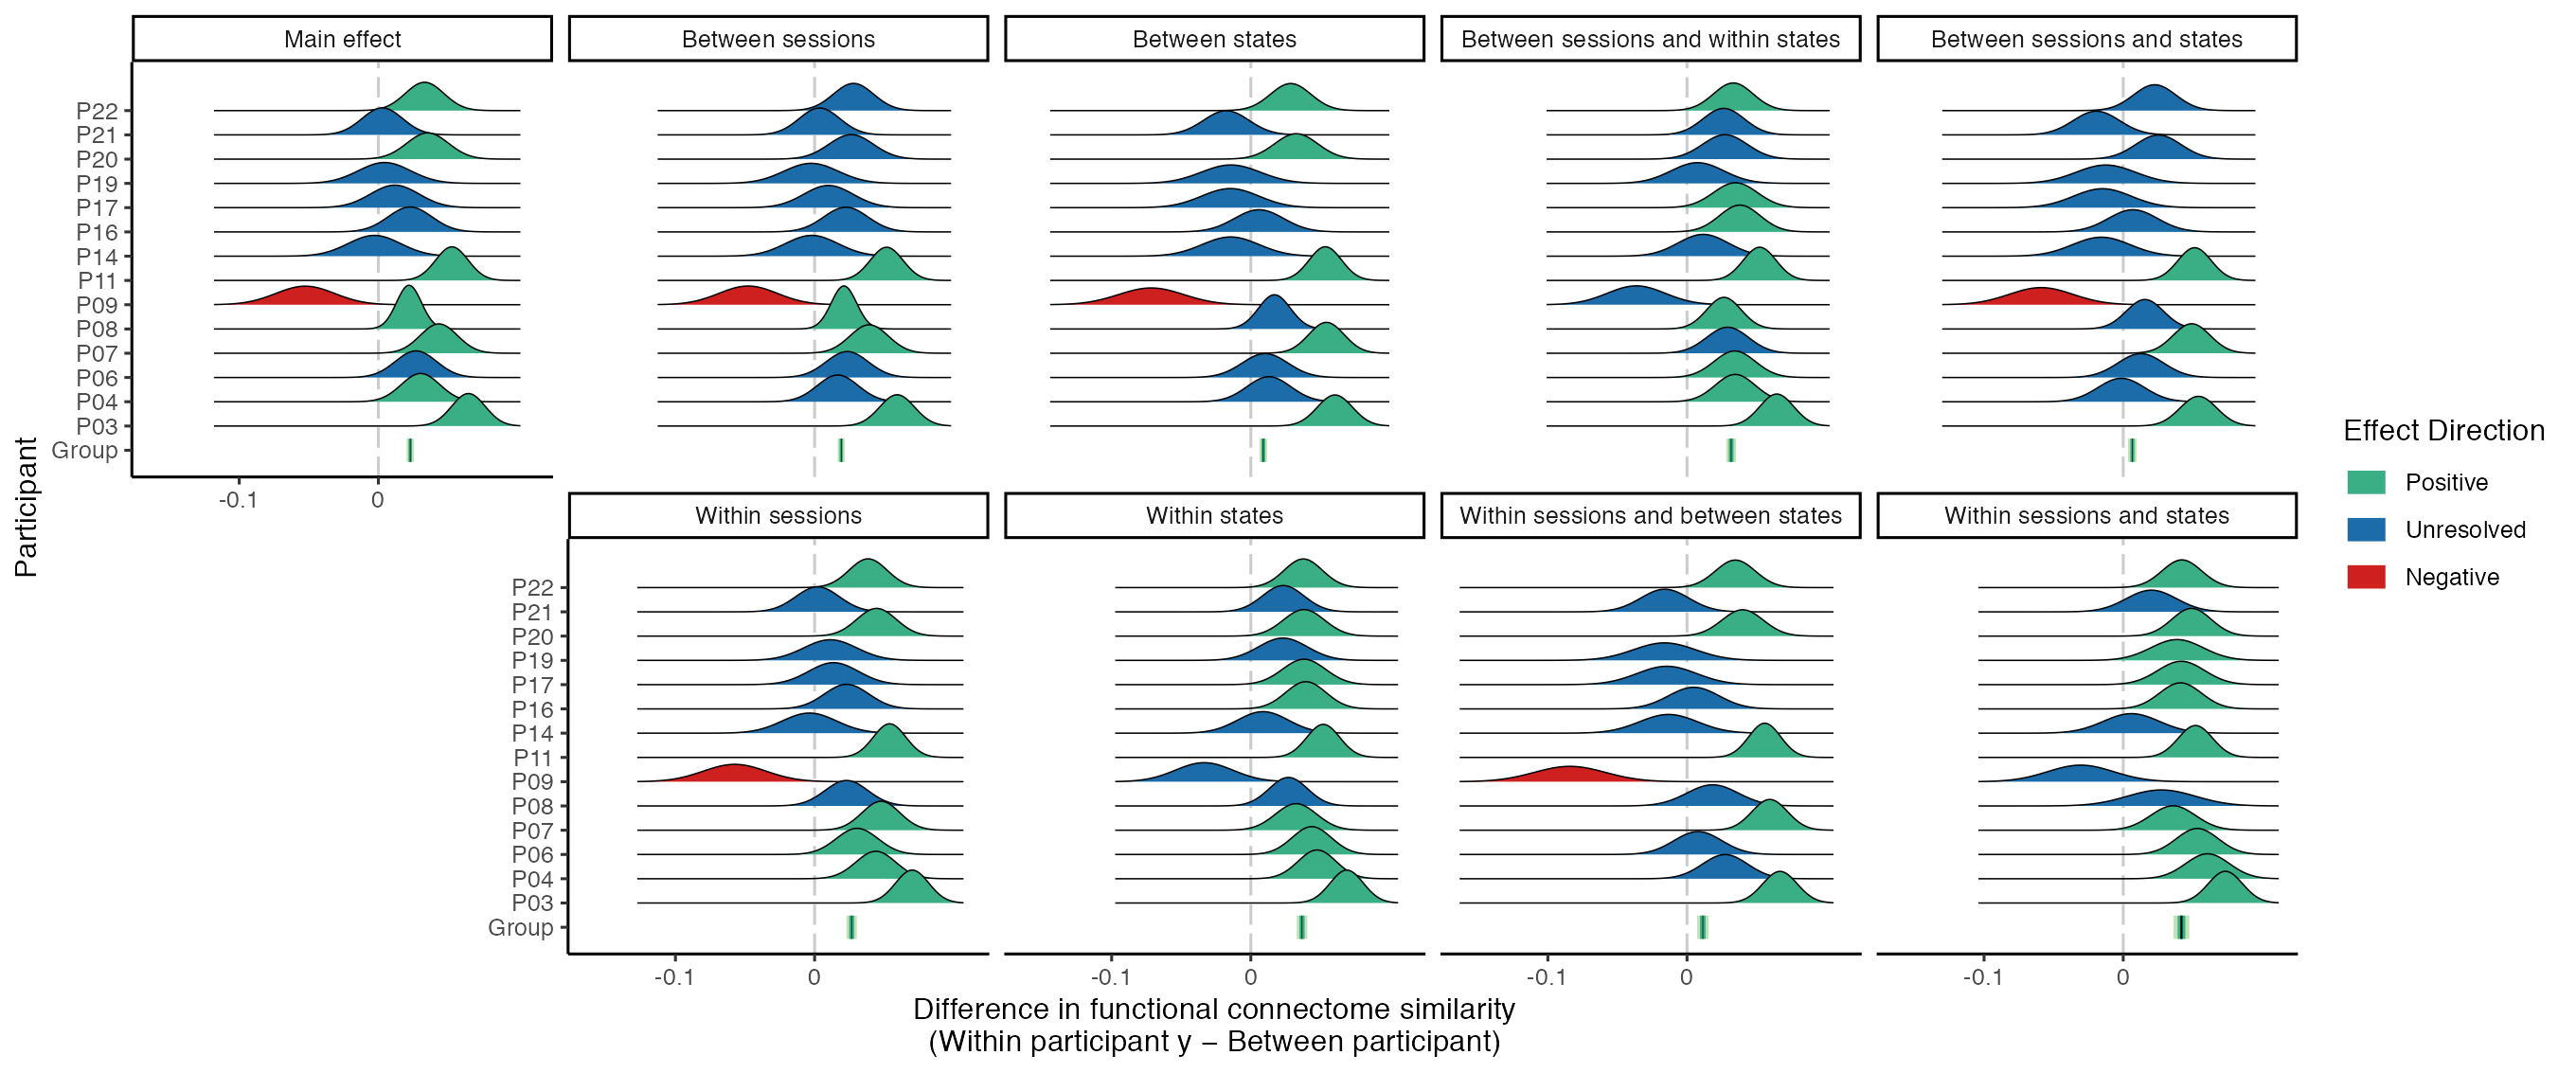 Main effect
Between sessions
Between states
Between sessions and within states
Between sessions and states
P22
P21
P20
P19
P17
P16
P14
P11
P09
P08
P07
P06
P04
P03
Group
-0.1 0
Participant
Within sessions
Within states
Within sessions and between states
Within sessions and states
P22
P21
P20
P19
P17
P16
P14
P11
P09
P08
P07
P06
P04
P03
Group
-0.1 0
-0.1 0
-0.1 0
-0.1 0
Difference in functional connectome similarity
(Within participant y − Between participant)
Effect Direction
Positive
Unresolved
Negative